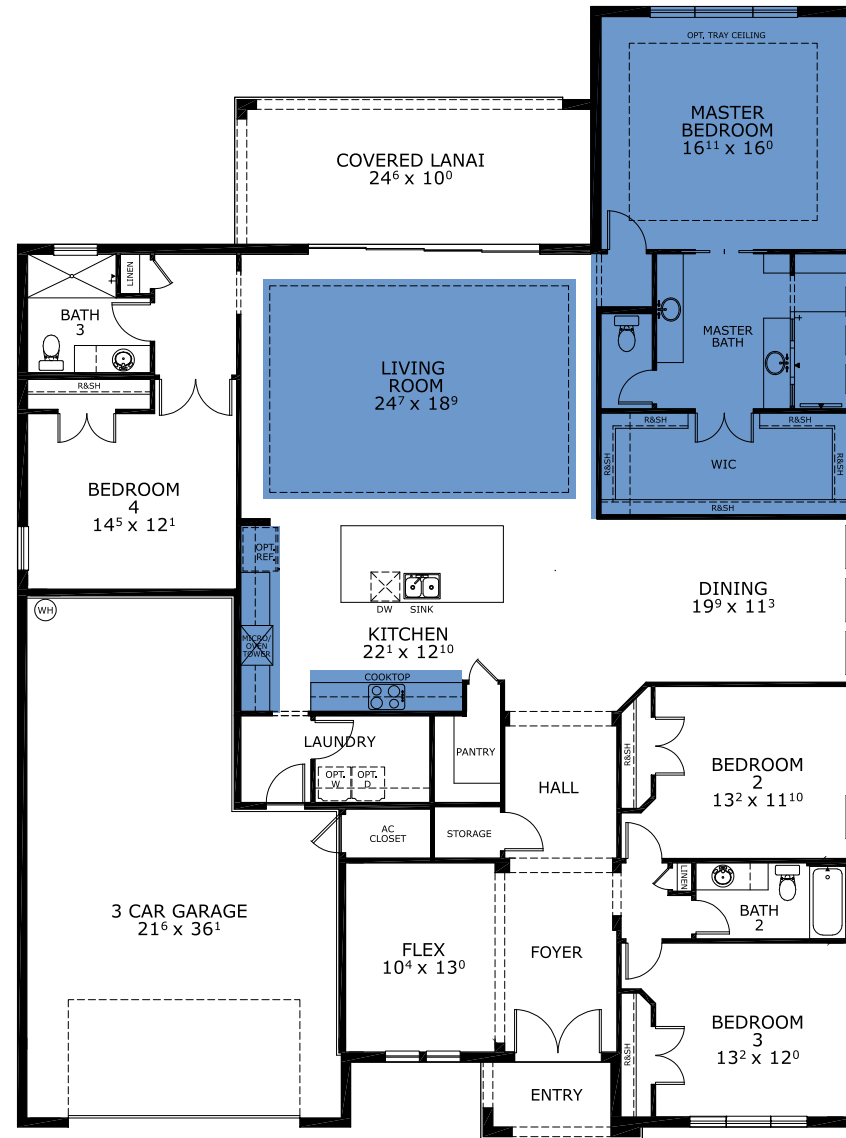 OPT. TRAY CEILING
MASTER
BEDROOM
16¹¹ x 16⁰
COVERED LANAI
24⁶ x 10⁰
LINEN
BATH
3
R&SH
LIVING
ROOM
24⁷ x 18⁹
MASTER
BATH
R&SH
R&SH
R&SH
WIC
R&SH
R&SH
BEDROOM
4
14⁵ x 12¹
OPT.
REF.
DW
SINK
DINING
19⁹ x 11³
WH
MICRO/
OVEN
TOWER
KITCHEN
22¹ x 12¹⁰
COOKTOP
LAUNDRY
OPT.
W
OPT.
D
PANTRY
HALL
R&SH
BEDROOM
2
13² x 11¹⁰
AC
CLOSET
STORAGE
LINEN
BATH
2
3 CAR GARAGE
21⁶ x 36¹
FLEX
10⁴ x 13⁰
FOYER
R&SH
BEDROOM
3
13² x 12⁰
ENTRY